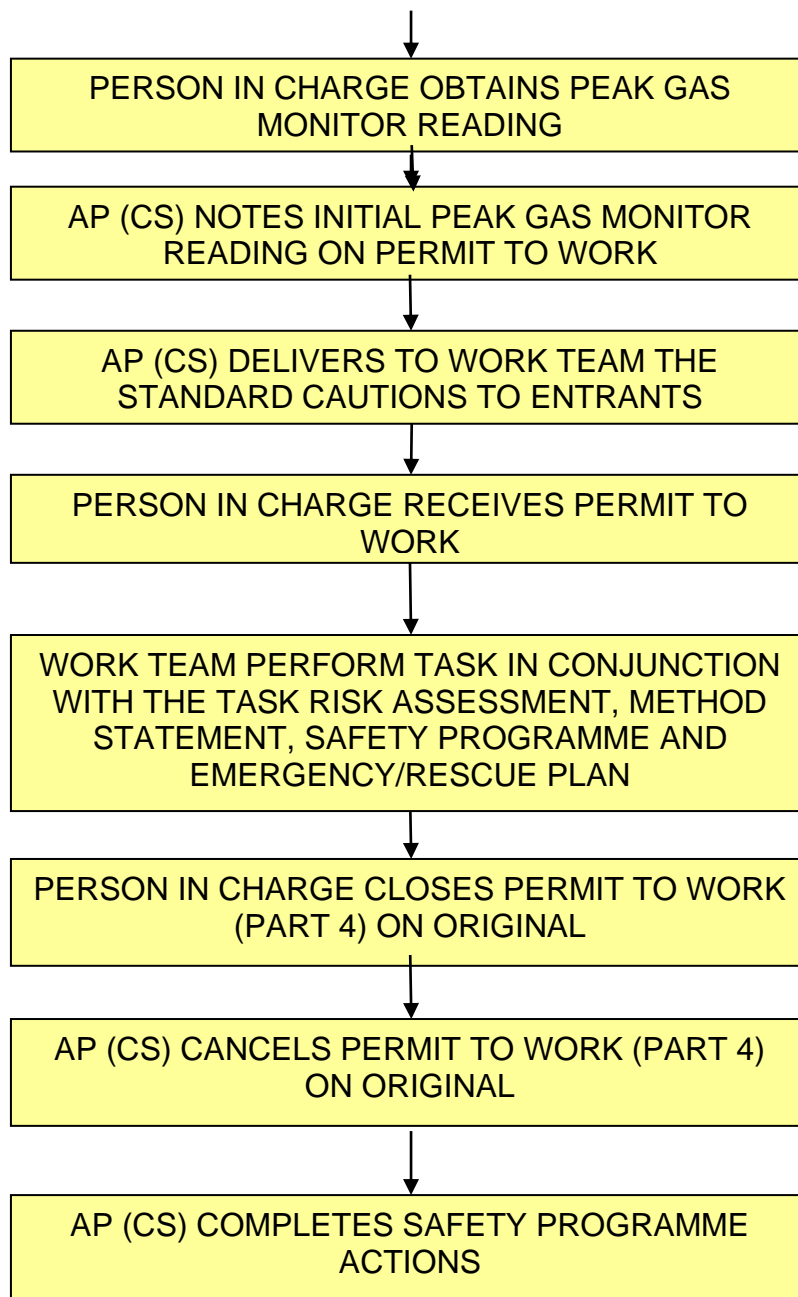 PERSON IN CHARGE OBTAINS PEAK GAS
MONITOR READING
AP (CS) NOTES INITIAL PEAK GAS MONITOR
READING ON PERMIT TO WORK
AP (CS) DELIVERS TO WORK TEAM THE
STANDARD CAUTIONS TO ENTRANTS
PERSON IN CHARGE RECEIVES PERMIT TO
WORK
WORK TEAM PERFORM TASK IN CONJUNCTION
WITH THE TASK RISK ASSESSMENT, METHOD
STATEMENT, SAFETY PROGRAMME AND
EMERGENCY/RESCUE PLAN
PERSON IN CHARGE CLOSES PERMIT TO WORK
(PART 4) ON ORIGINAL
AP (CS) CANCELS PERMIT TO WORK (PART 4)
ON ORIGINAL
AP (CS) COMPLETES SAFETY PROGRAMME
ACTIONS